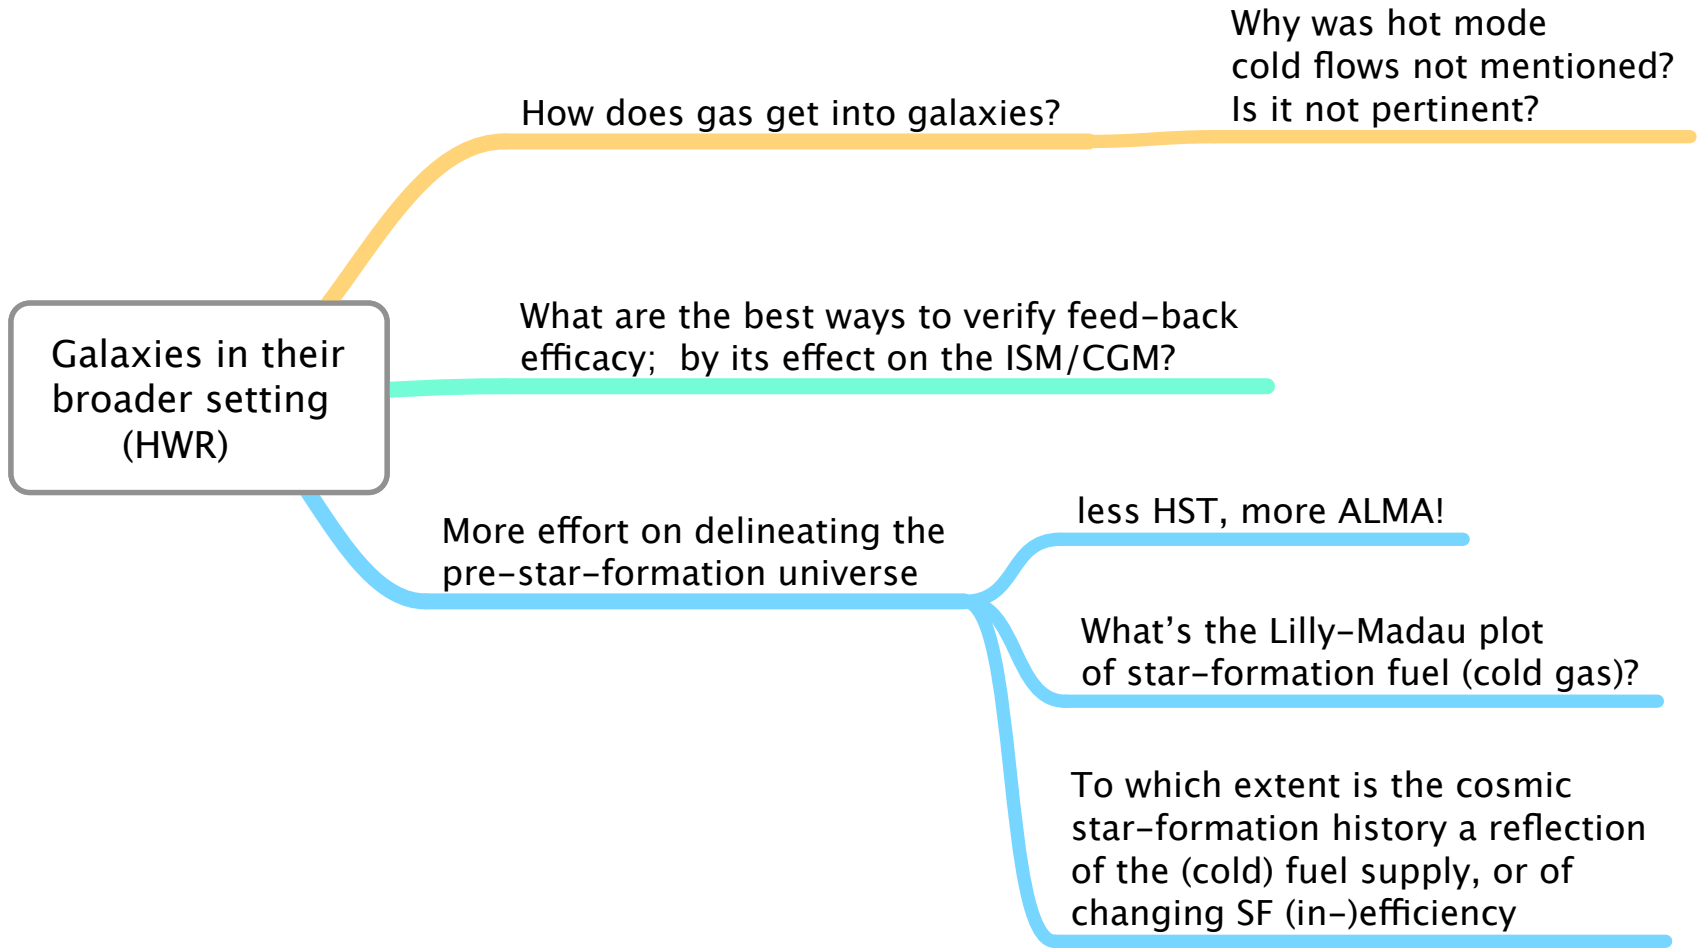 Why was hot mode
cold flows not mentioned?
Is it not pertinent?
How does gas get into galaxies?
What are the best ways to verify feed-back
efficacy;  by its effect on the ISM/CGM?
Galaxies in their
broader setting
(HWR)
More effort on delineating the
pre-star-formation universe
less HST, more ALMA!
What's the Lilly-Madau plot
of star-formation fuel (cold gas)?
To which extent is the cosmic
star-formation history a reflection
of the (cold) fuel supply, or of
changing SF (in-)efficiency